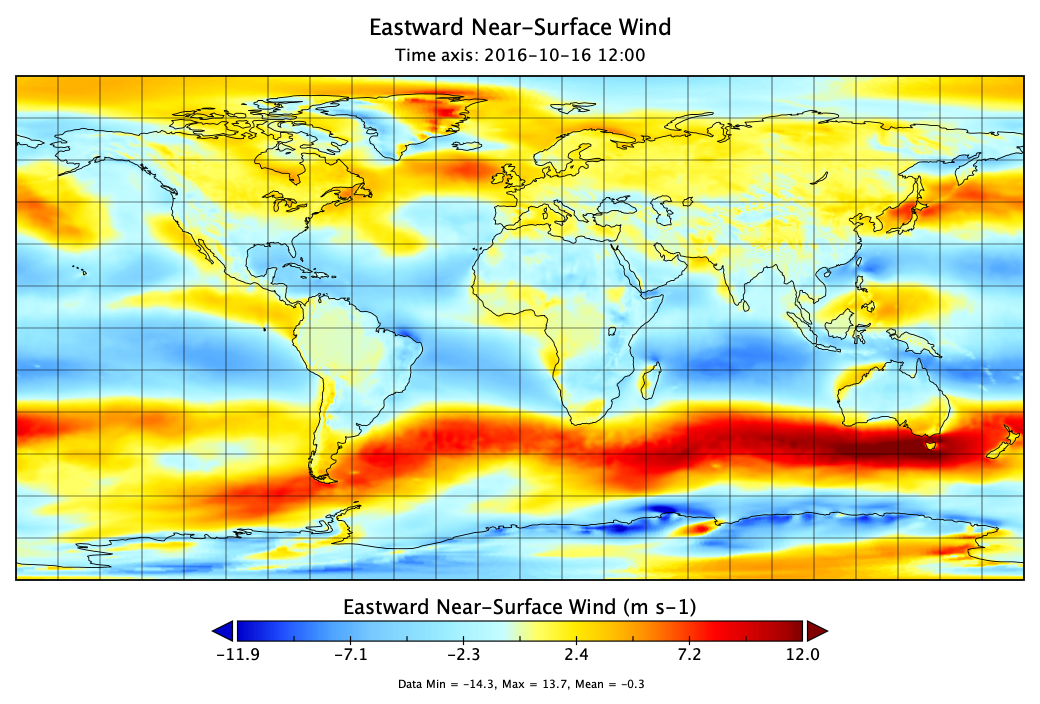 Eastward Near-Surface Wind
Time axis: 2016-10-16 12:00
Eastward Near-Surface Wind (m s-1)
-11.9 -7.1 -2.3 2.4 7.2 12.0
Data Min = -14.3, Max = 13.7, Mean = -0.3